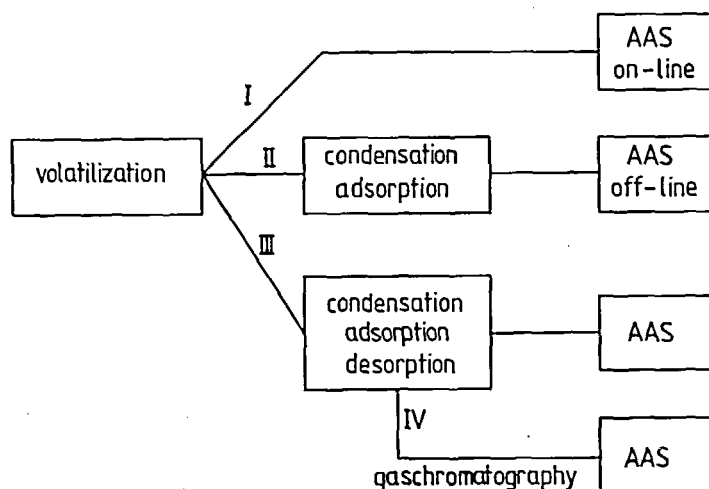 AAS
on-line
I
volatilization
II
condensation
adsorption
AAS
off-line
III
condensation
adsorption
desorption
AAS
IV
gaschromatography
AAS